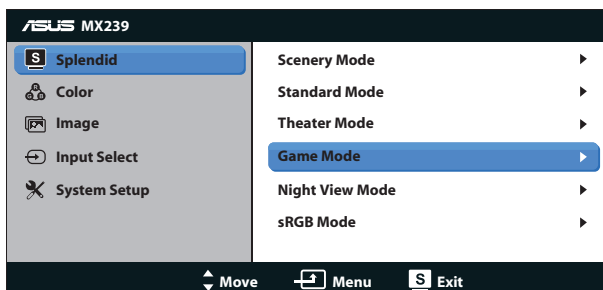 ASUS MX239
S Splendid
Color
Image
Input Select
System Setup
Scenery Mode
Standard Mode
Theater Mode
Game Mode
Night View Mode
sRGB Mode
Move Menu S Exit